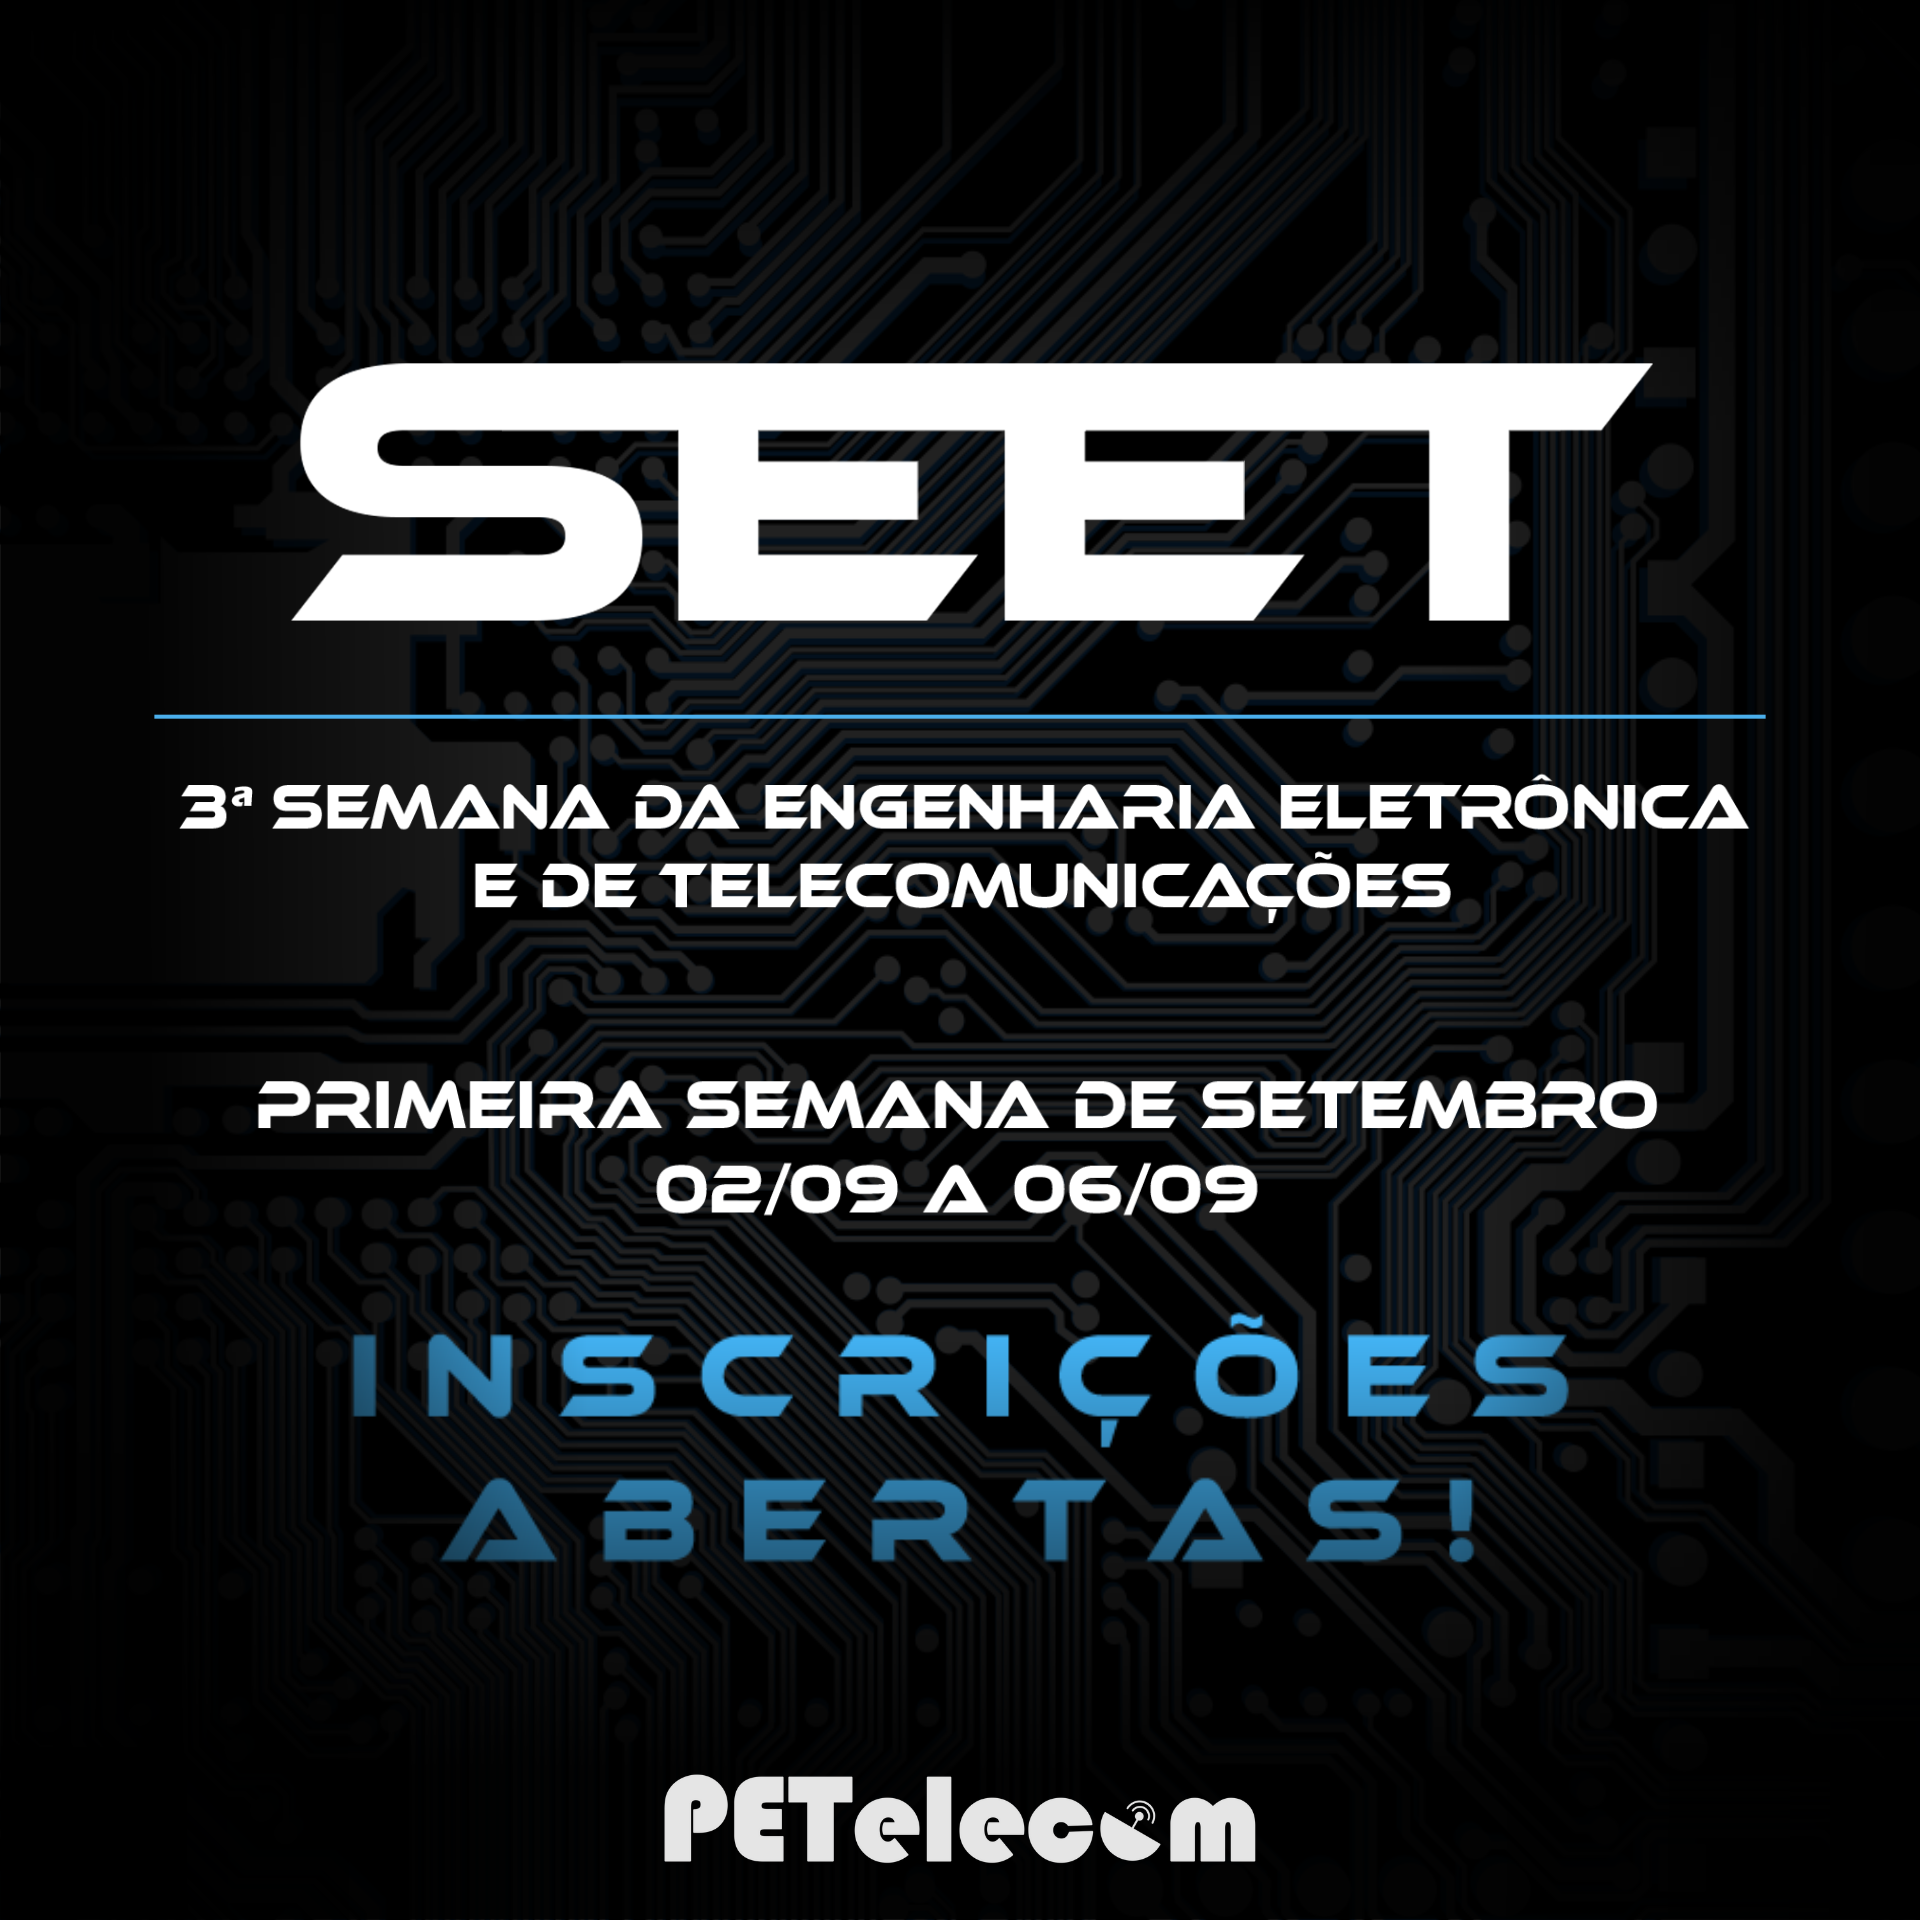 SEET
3ª SEMANA DA ENGENHARIA ELETRÔNICA
E DE TELECOMUNICAÇÕES
PRIMEIRA SEMANA DE SETEMBRO
02/09 A 06/09
INSCRIÇÕES
ABERTAS!
PETelecom